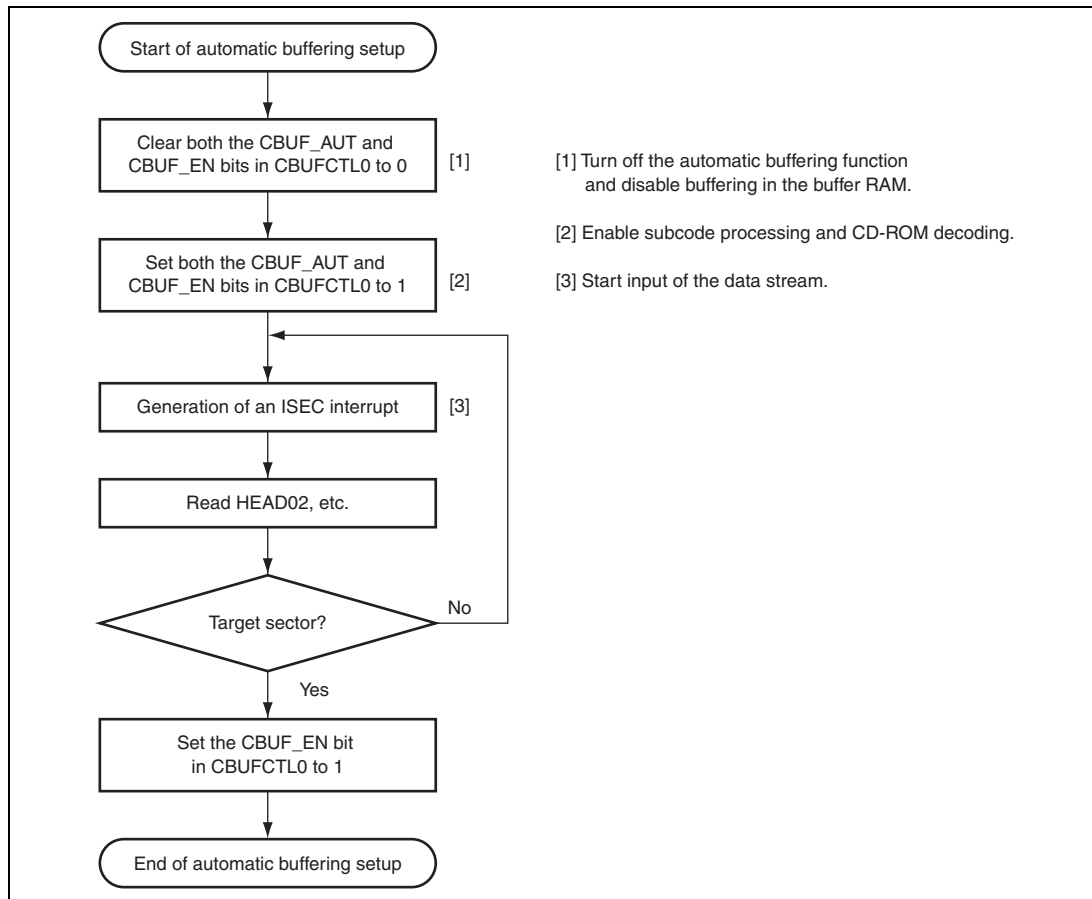 Start of automatic buffering setup
Clear both the CBUF_AUT and
CBUF_EN bits in CBUFCTL0 to 0
[1]
[1] Turn off the automatic buffering function
and disable buffering in the buffer RAM.
[2] Enable subcode processing and CD-ROM decoding.
Set both the CBUF_AUT and
CBUF_EN bits in CBUFCTL0 to 1
[2]
[3] Start input of the data stream.
Generation of an ISEC interrupt
[3]
Read HEAD02, etc.
Target sector?
No
Yes
Set the CBUF_EN bit
in CBUFCTL0 to 1
End of automatic buffering setup